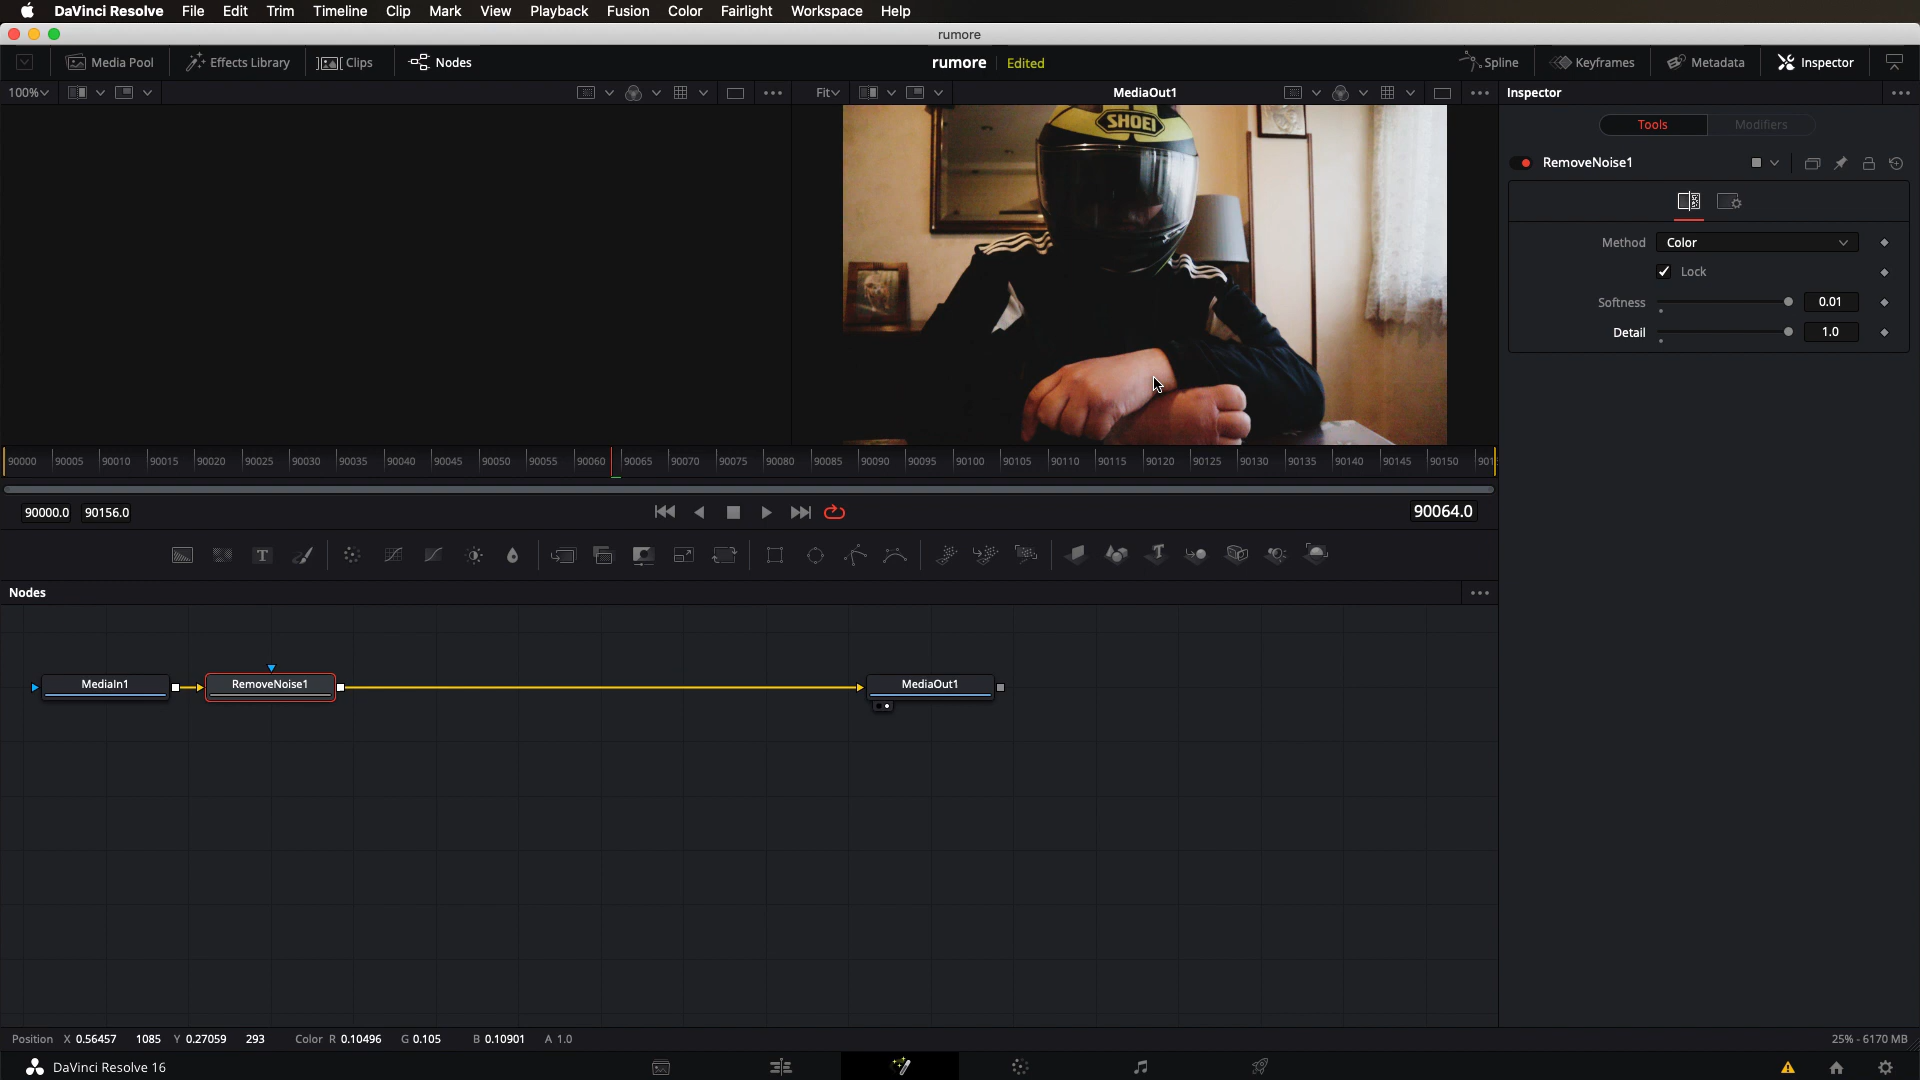 DaVinci Resolve File Edit Trim Timeline Clip Mark View Playback Fusion Color Fairlight Workspace Help
rumore
Media Pool Effects Library Clips Nodes rumore Edited Spline Keyframes Metadata Inspector
100% Fit MediaOut1 Inspector
Tools Modifiers
RemoveNoise1
Method Color
Lock
Softness 0.01
Detail 1.0
SHOEI
90000 90005 90010 90015 90020 90025 90030 90035 90040 90045 90050 90055 90060 90065 90070 90075 90080 90085 90090 90095 90100 90105 90110 90115 90120 90125 90130 90135 90140 90145 90150 901
90000.0 90156.0 90064.0
T
Nodes
MediaIn1 RemoveNoise1 MediaOut1
Position X 0.56457 1085 Y 0.27059 293 Color R 0.10496 G 0.105 B 0.10901 A 1.0 25% - 6170 MB
DaVinci Resolve 16